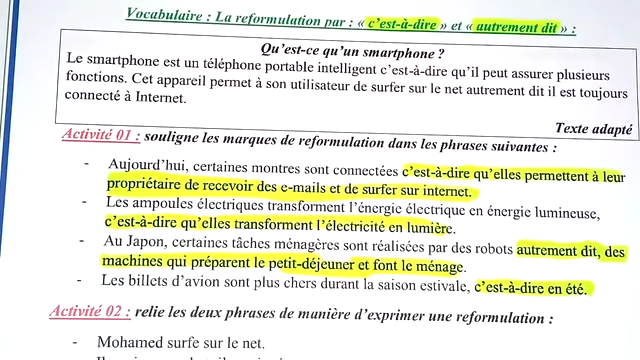 Vocabulaire : La reformulation par : « c'est-à-dire » et « autrement dit » :
Qu'est-ce qu'un smartphone ?
Le smartphone est un téléphone portable intelligent c'est-à-dire qu'il peut assurer plusieurs
fonctions. Cet appareil permet à son utilisateur de surfer sur le net autrement dit il est toujours
connecté à Internet.
Texte adapté
Activité 01 : souligne les marques de reformulation dans les phrases suivantes :
- Aujourd'hui, certaines montres sont connectées c'est-à-dire qu'elles permettent à leur
propriétaire de recevoir des e-mails et de surfer sur internet.
- Les ampoules électriques transforment l'énergie électrique en énergie lumineuse,
c'est-à-dire qu'elles transforment l'électricité en lumière.
- Au Japon, certaines tâches ménagères sont réalisées par des robots autrement dit, des
machines qui préparent le petit-déjeuner et font le ménage.
- Les billets d'avion sont plus chers durant la saison estivale, c'est-à-dire en été.
Activité 02 : relie les deux phrases de manière d'exprimer une reformulation :
- Mohamed surfe sur le net.